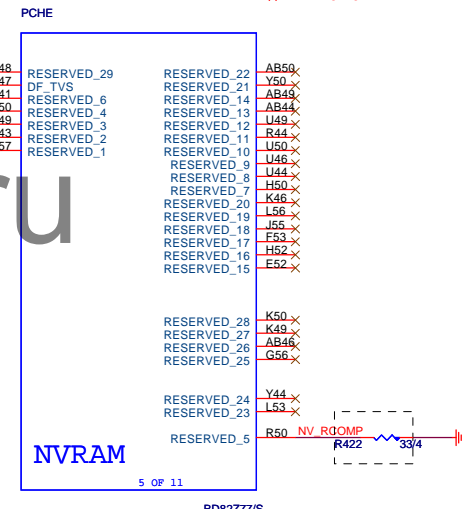 PCHE
48 RESERVED_29 RESERVED_22 AB50
47 DF_TVS RESERVED_21 Y50
41 RESERVED_6 RESERVED_14 AB49
50 RESERVED_4 RESERVED_13 AB44
49 RESERVED_3 RESERVED_12 U49
43 RESERVED_2 RESERVED_11 R44
57 RESERVED_1 RESERVED_10 U50
RESERVED_9 U46
RESERVED_8 U44
RESERVED_7 H50
RESERVED_20 K46
RESERVED_19 L56
RESERVED_18 J55
RESERVED_17 F53
RESERVED_16 H52
RESERVED_15 E52
ru
RESERVED_28 K50
RESERVED_27 K49
RESERVED_26 AB46
RESERVED_25 G56
RESERVED_24 Y44
RESERVED_23 L53
RESERVED_5 R50 NV_RCOMP
R422 33/4
NVRAM
5 OF 11